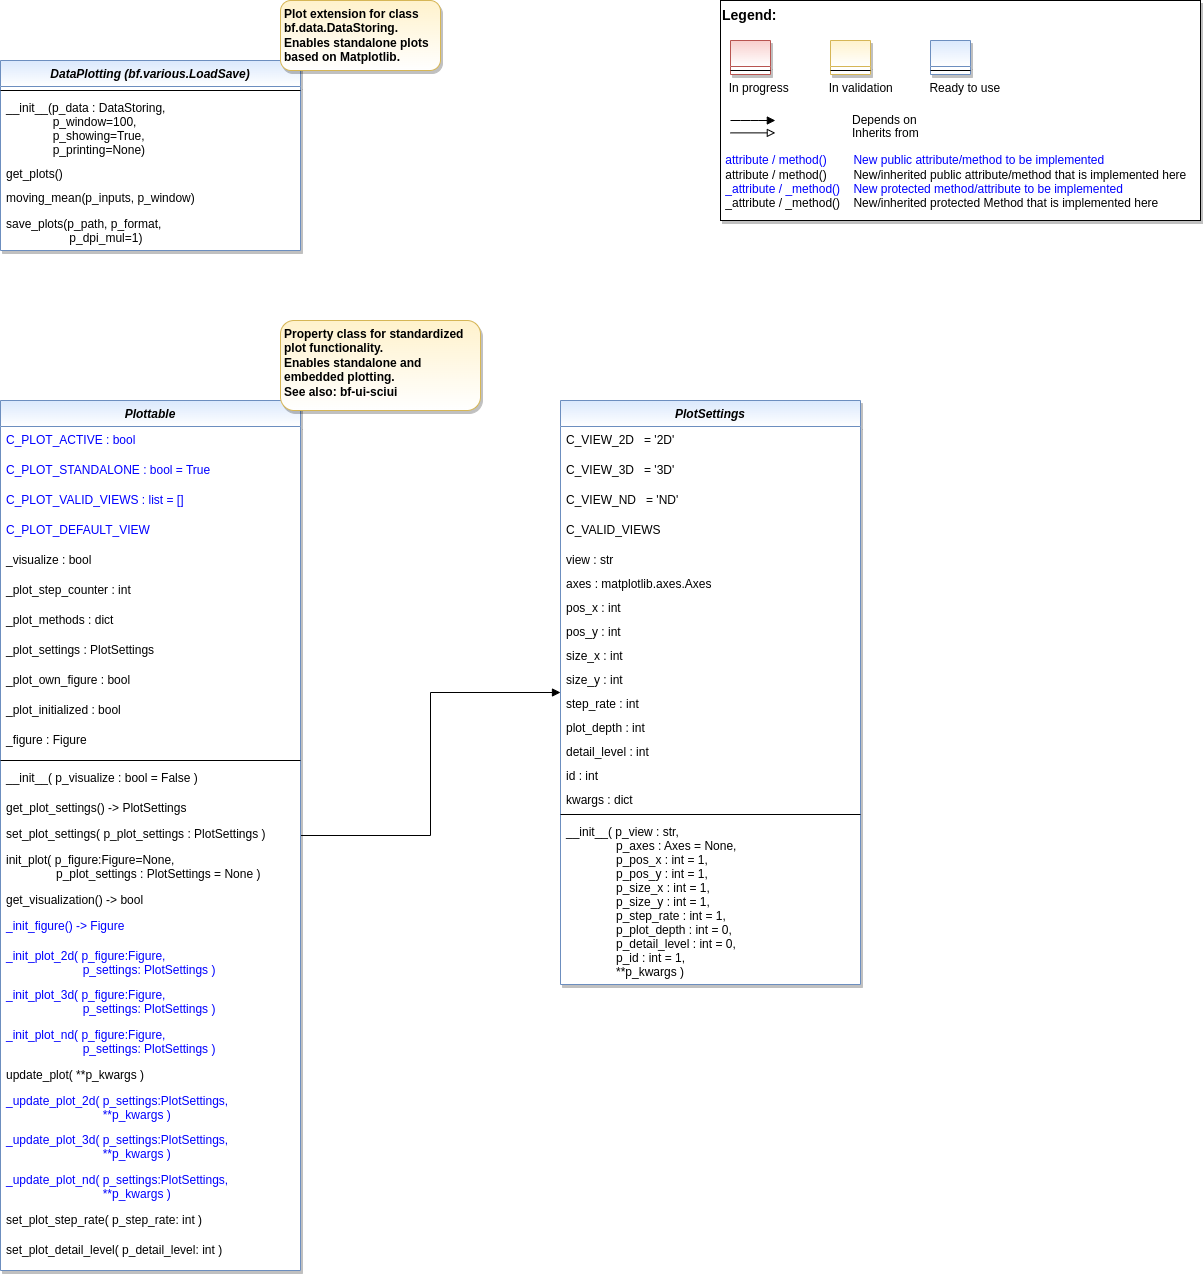 Plot extension for class
bf.data.DataStoring.
Enables standalone plots
based on Matplotlib.
DataPlotting (bf.various.LoadSave)
__init__(p_data : DataStoring,
p_window=100,
p_showing=True,
p_printing=None)
get_plots()
moving_mean(p_inputs, p_window)
save_plots(p_path, p_format,
p_dpi_mul=1)
Legend:
In progress
In validation
Ready to use
Depends on
Inherits from
attribute / method() New public attribute/method to be implemented
attribute / method() New/inherited public attribute/method that is implemented here
_attribute / _method() New protected method/attribute to be implemented
_attribute / _method() New/inherited protected Method that is implemented here
Property class for standardized
plot functionality.
Enables standalone and
embedded plotting.
See also: bf-ui-sciui
Plottable
C_PLOT_ACTIVE : bool
C_PLOT_STANDALONE : bool = True
C_PLOT_VALID_VIEWS : list = []
C_PLOT_DEFAULT_VIEW
_visualize : bool
_plot_step_counter : int
_plot_methods : dict
_plot_settings : PlotSettings
_plot_own_figure : bool
_plot_initialized : bool
_figure : Figure
__init__( p_visualize : bool = False )
get_plot_settings() -> PlotSettings
set_plot_settings( p_plot_settings : PlotSettings )
init_plot( p_figure:Figure=None,
p_plot_settings : PlotSettings = None )
get_visualization() -> bool
_init_figure() -> Figure
_init_plot_2d( p_figure:Figure,
p_settings: PlotSettings )
_init_plot_3d( p_figure:Figure,
p_settings: PlotSettings )
_init_plot_nd( p_figure:Figure,
p_settings: PlotSettings )
update_plot( **p_kwargs )
_update_plot_2d( p_settings:PlotSettings,
**p_kwargs )
_update_plot_3d( p_settings:PlotSettings,
**p_kwargs )
_update_plot_nd( p_settings:PlotSettings,
**p_kwargs )
set_plot_step_rate( p_step_rate: int )
set_plot_detail_level( p_detail_level: int )
PlotSettings
C_VIEW_2D = '2D'
C_VIEW_3D = '3D'
C_VIEW_ND = 'ND'
C_VALID_VIEWS
view : str
axes : matplotlib.axes.Axes
pos_x : int
pos_y : int
size_x : int
size_y : int
step_rate : int
plot_depth : int
detail_level : int
id : int
kwargs : dict
__init__( p_view : str,
p_axes : Axes = None,
p_pos_x : int = 1,
p_pos_y : int = 1,
p_size_x : int = 1,
p_size_y : int = 1,
p_step_rate : int = 1,
p_plot_depth : int = 0,
p_detail_level : int = 0,
p_id : int = 1,
**p_kwargs )